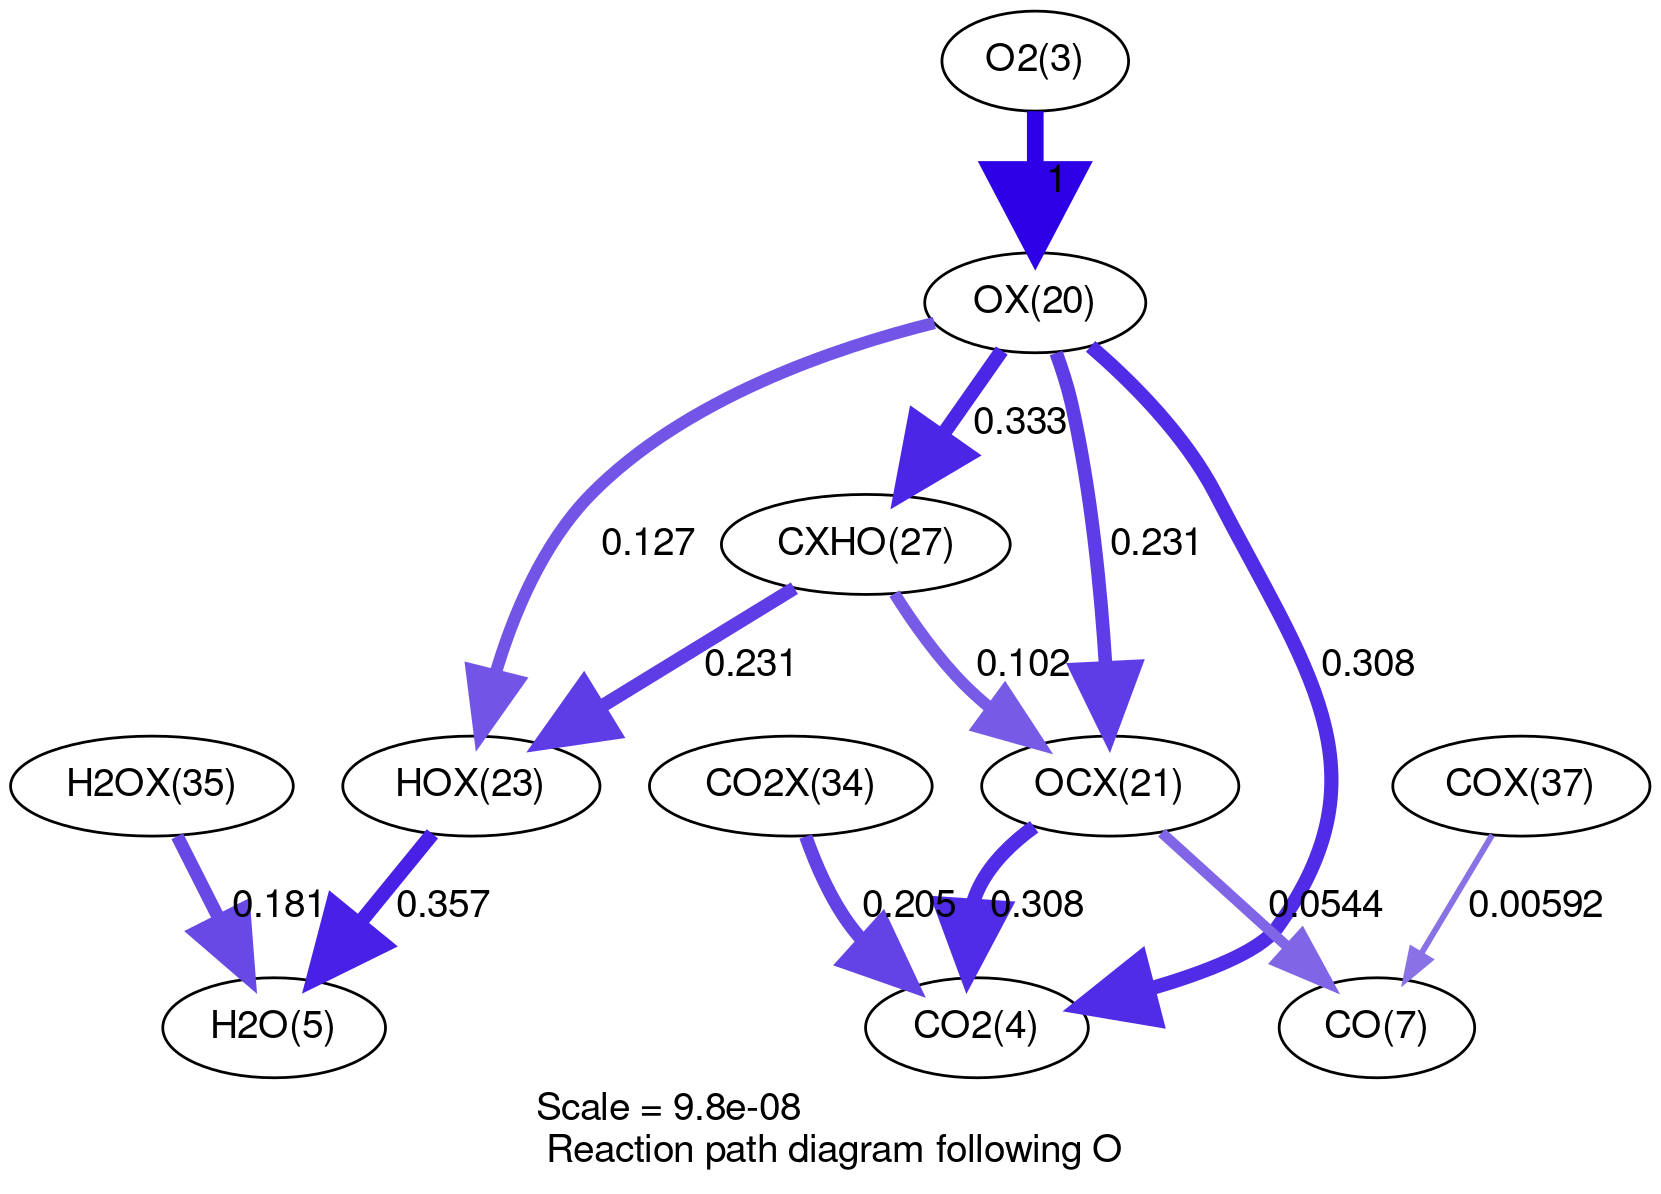 O2(3)
1
OX(20)
0.333
0.127
CXHO(27)
0.231
0.231
0.102
0.308
H2OX(35)
HOX(23)
CO2X(34)
OCX(21)
COX(37)
0.181
0.357
0.205
0.308
0.0544
0.00592
H2O(5)
CO2(4)
CO(7)
Scale = 9.8e-08
Reaction path diagram following O